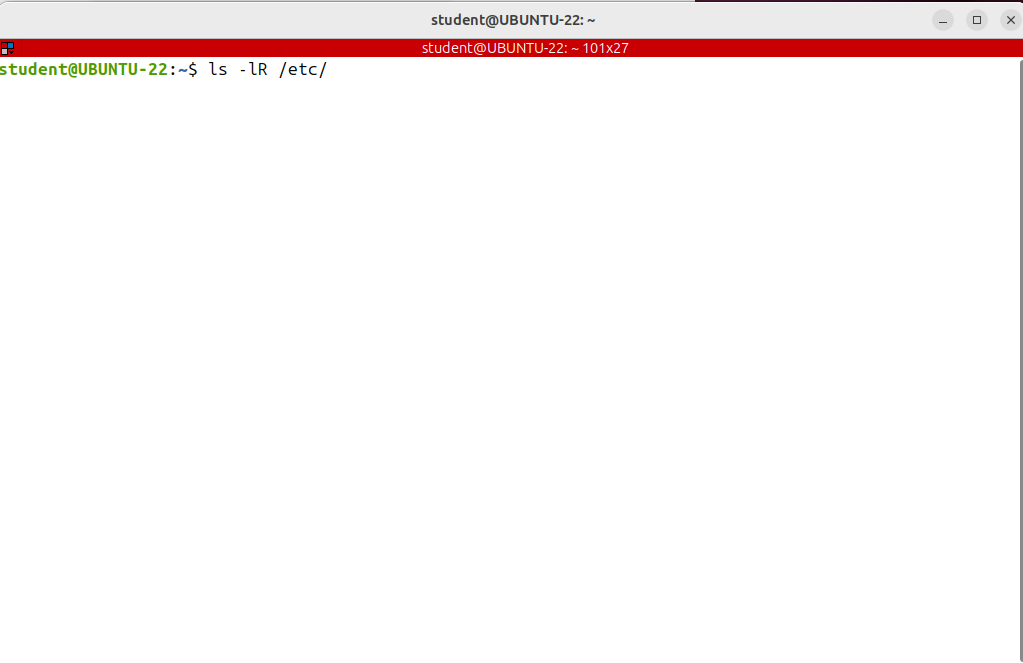 student@UBUNTU-22: ~
student@UBUNTU-22: ~ 101x27
student@UBUNTU-22:~$ ls -lR /etc/